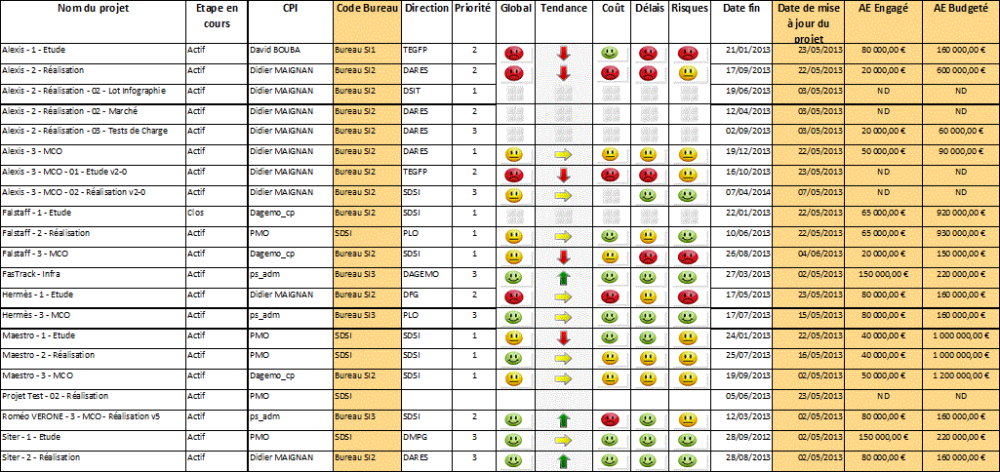 Nom du projet Etape en cours CPI Code Bureau Direction Priorité Global Tendance Coût Délais Risques Date fin Date de mise à jour du projet AE Engagé AE Budgeté
Alexis - 1 - Etude Actif David BOUBA Bureau SI1 TEGFP 2 21/01/2013 23/05/2013 80 000,00 € 160 000,00 €
Alexis - 2 - Réalisation Actif Didier MAIGNAN Bureau SI2 DARES 2 17/09/2013 22/05/2013 20 000,00 € 600 000,00 €
Alexis - 2 - Réalisation - 02 - Lot Infographie Actif Didier MAIGNAN Bureau SI2 DSIT 1 19/06/2013 03/05/2013 ND ND
Alexis - 2 - Réalisation - 02 - Marché Actif Didier MAIGNAN Bureau SI2 DARES 2 12/04/2013 03/05/2013 ND ND
Alexis - 2 - Réalisation - 03 - Tests de Charge Actif Didier MAIGNAN Bureau SI2 DARES 3 02/09/2013 03/05/2013 20 000,00 € 60 000,00 €
Alexis - 3 - MCO Actif Didier MAIGNAN Bureau SI2 DARES 1 19/12/2013 22/05/2013 50 000,00 € 90 000,00 €
Alexis - 3 - MCO - 01 - Etude v2-0 Actif Didier MAIGNAN Bureau SI2 TEGFP 2 16/10/2013 23/05/2013 ND ND
Alexis - 3 - MCO - 02 - Réalisation v2-0 Actif Didier MAIGNAN Bureau SI2 SDSI 3 07/04/2014 07/05/2013 ND ND
Falstaff - 1 - Etude Clos Dagemo_cp Bureau SI2 SDSI 1 22/01/2013 22/05/2013 65 000,00 € 920 000,00 €
Falstaff - 2 - Réalisation Actif PMO SDSI PLO 1 10/06/2013 22/05/2013 65 000,00 € 930 000,00 €
Falstaff - 3 - MCO Actif Dagemo_cp Bureau SI2 SDSI 1 26/08/2013 04/06/2013 20 000,00 € 150 000,00 €
FasTrack - Infra Actif ps_adm Bureau SI3 DAGEMO 3 27/03/2013 02/05/2013 150 000,00 € 220 000,00 €
Hermès - 1 - Etude Actif Didier MAIGNAN Bureau SI2 DFG 2 17/05/2013 23/05/2013 80 000,00 € 160 000,00 €
Hermès - 3 - MCO Actif ps_adm Bureau SI3 PLO 3 17/07/2013 15/05/2013 80 000,00 € 160 000,00 €
Maestro - 1 - Etude Actif PMO SDSI SDSI 1 24/01/2013 22/05/2013 40 000,00 € 1 000 000,00 €
Maestro - 2 - Réalisation Actif PMO SDSI SDSI 1 25/07/2013 16/05/2013 40 000,00 € 1 000 000,00 €
Maestro - 3 - MCO Actif Dagemo_cp Bureau SI2 SDSI 1 19/09/2013 02/05/2013 50 000,00 € 1 200 000,00 €
Projet Test - 02 - Réalisation Actif PMO SDSI 05/06/2013 23/05/2013 ND ND
Roméo VERONE - 3 - MCO - Réalisation v5 Actif ps_adm Bureau SI3 SDSI 2 12/03/2013 02/05/2013 80 000,00 € 160 000,00 €
Siter - 1 - Etude Actif PMO SDSI DMPG 3 28/09/2012 02/05/2013 150 000,00 € 220 000,00 €
Siter - 2 - Réalisation Actif Didier MAIGNAN Bureau SI2 DARES 3 28/08/2013 02/05/2013 80 000,00 € 160 000,00 €